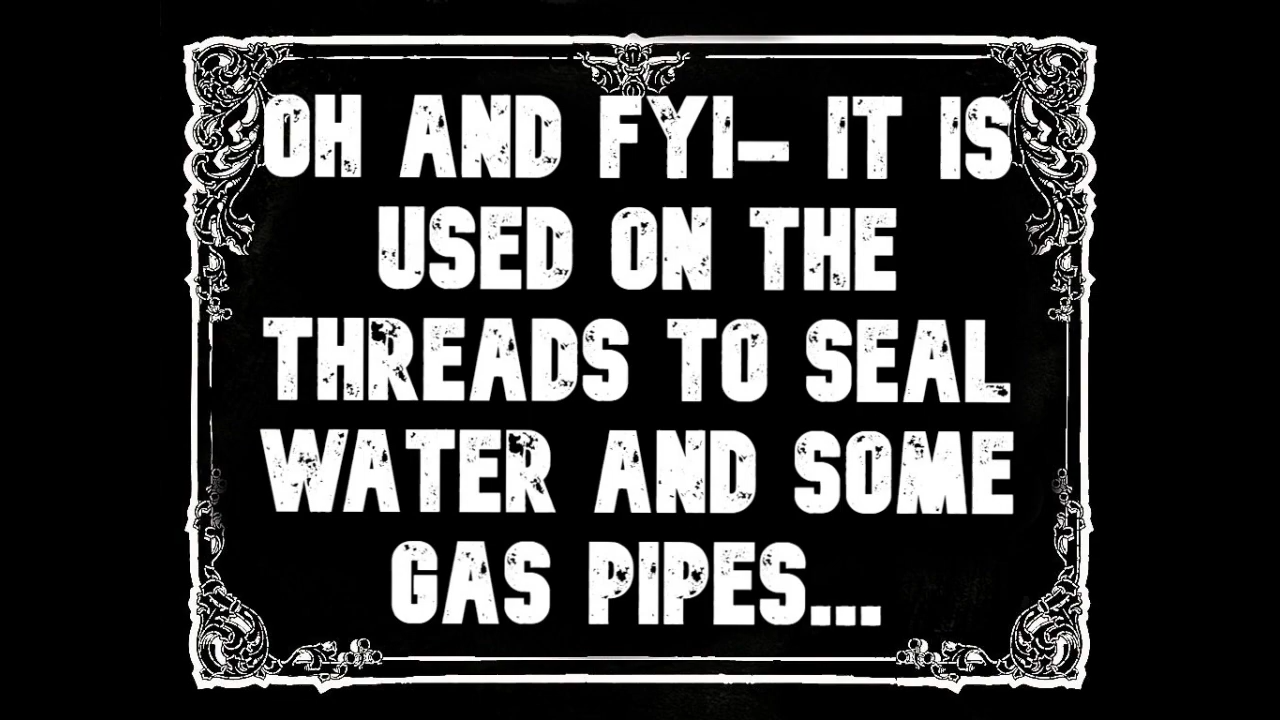 OH AND FYI- IT IS
USED ON THE
THREADS TO SEAL
WATER AND SOME
GAS PIPES...